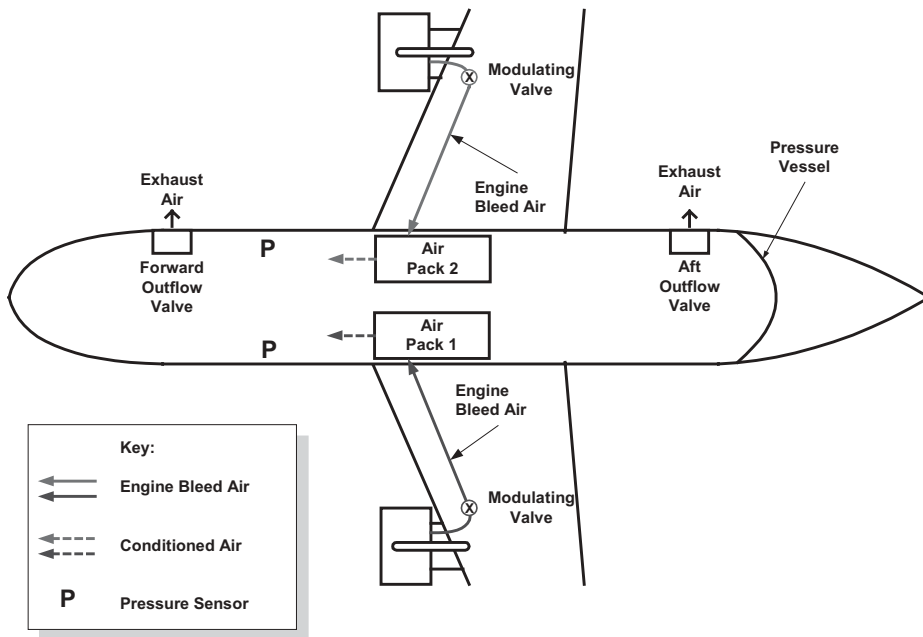 X
Modulating
Valve
Engine
Bleed Air
Pressure
Vessel
Exhaust
Air
Exhaust
Air
P
Air
Pack 2
Forward
Outflow
Valve
Aft
Outflow
Valve
P
Air
Pack 1
Engine
Bleed Air
X
Modulating
Valve
Key:
Engine Bleed Air
Conditioned Air
P Pressure Sensor